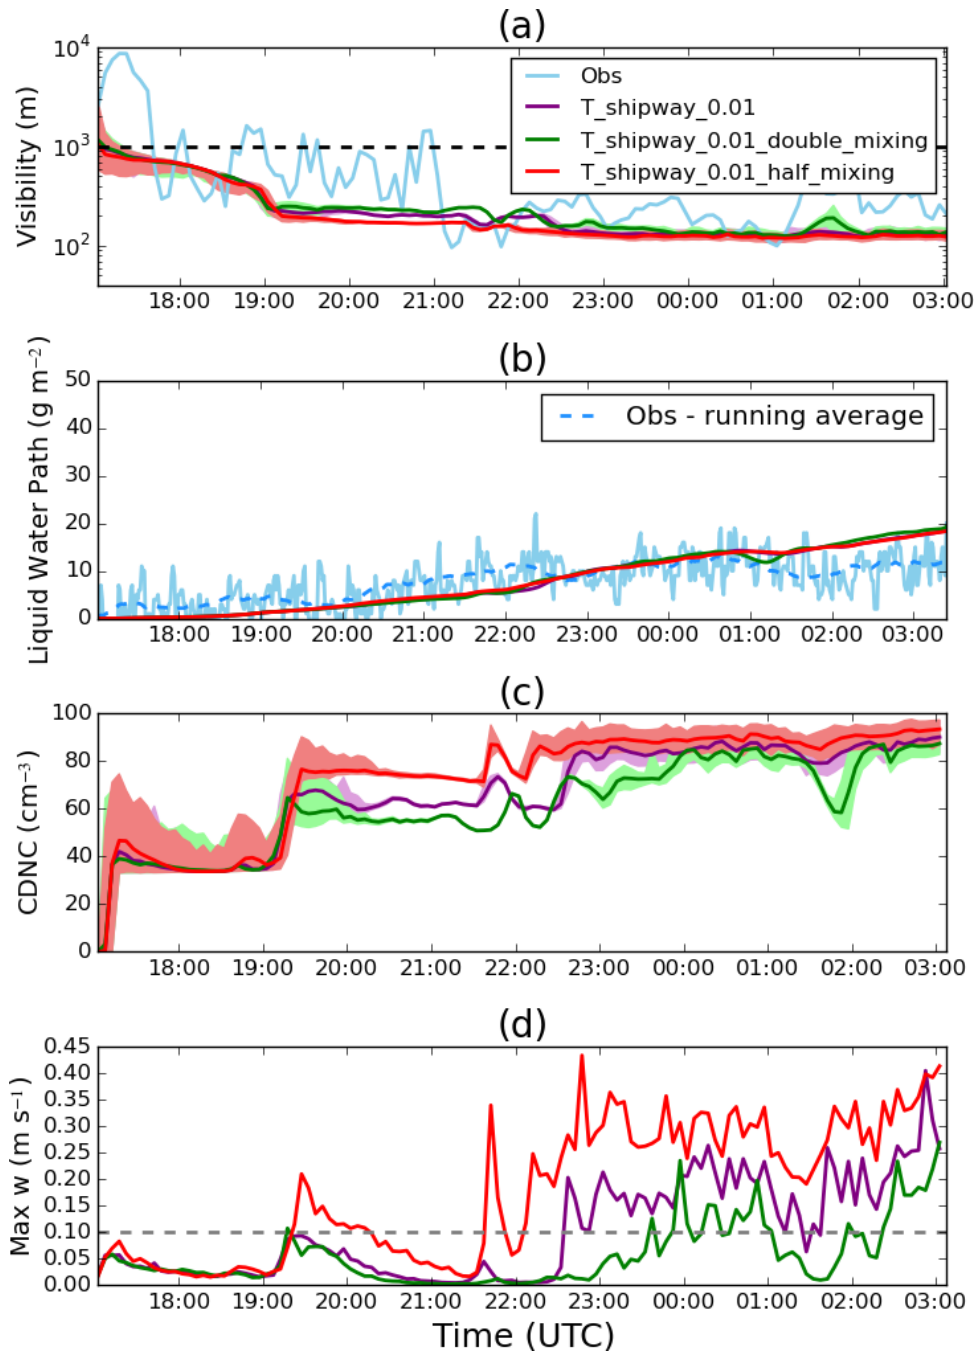 (a)
Visibility (m)
10⁴
10³
10²
Obs
T_shipway_0.01
T_shipway_0.01_double_mixing
T_shipway_0.01_half_mixing
18:00 19:00 20:00 21:00 22:00 23:00 00:00 01:00 02:00 03:00
(b)
Liquid Water Path (g m⁻²)
50
40
30
20
10
0
Obs - running average
18:00 19:00 20:00 21:00 22:00 23:00 00:00 01:00 02:00 03:00
(c)
CDNC (cm⁻³)
100
80
60
40
20
0
18:00 19:00 20:00 21:00 22:00 23:00 00:00 01:00 02:00 03:00
(d)
Max w (m s⁻¹)
0.45
0.40
0.35
0.30
0.25
0.20
0.15
0.10
0.05
0.00
18:00 19:00 20:00 21:00 22:00 23:00 00:00 01:00 02:00 03:00
Time (UTC)